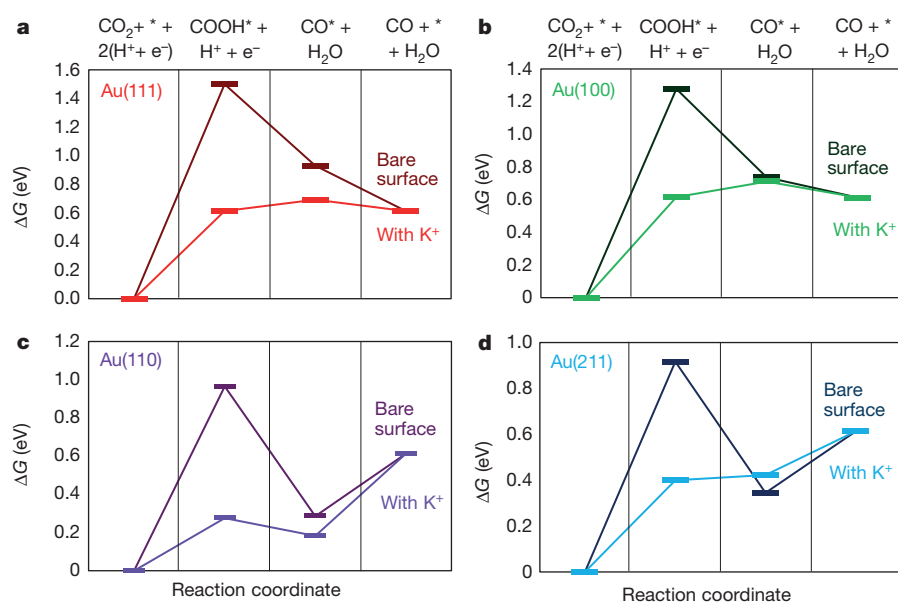 a
CO₂+ * + COOH* + CO* + CO + *
2(H⁺+ e⁻) H⁺ + e⁻ H₂O + H₂O
Au(111)
1.6
1.4
1.2
1.0
0.8
0.6
0.4
0.2
0.0
ΔG (eV)
Bare
surface
With K⁺
b
CO₂+ * + COOH* + CO* + CO + *
2(H⁺+ e⁻) H⁺ + e⁻ H₂O + H₂O
Au(100)
1.4
1.2
1.0
0.8
0.6
0.4
0.2
0
ΔG (eV)
Bare
surface
With K⁺
c
Au(110)
1.2
1.0
0.8
0.6
0.4
0.2
0
ΔG (eV)
Bare
surface
With K⁺
Reaction coordinate
d
Au(211)
1.0
0.8
0.6
0.4
0.2
0
ΔG (eV)
Bare
surface
With K⁺
Reaction coordinate